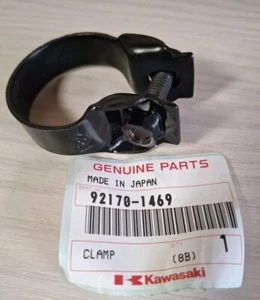 GENUINE PARTS
MADE IN JAPAN
92170-1469
1
CLAMP (8B)
Kawasaki